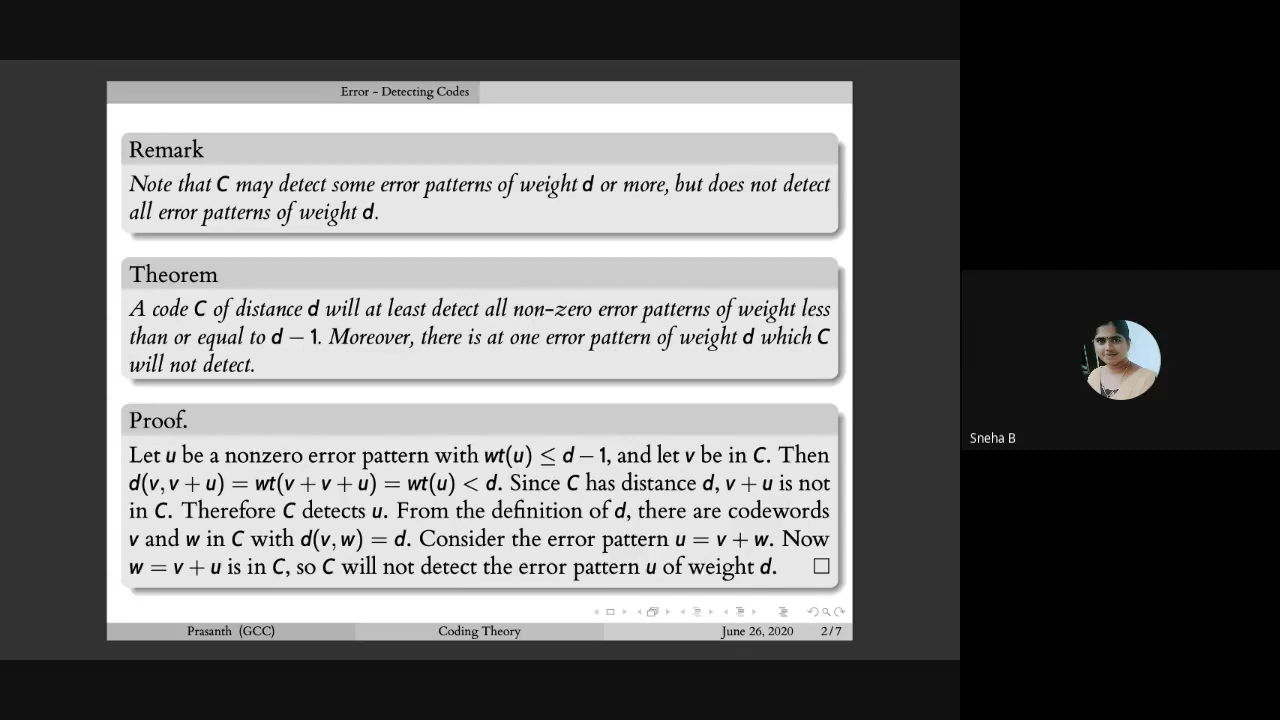 Error - Detecting Codes
Remark
Note that C may detect some error patterns of weight d or more, but does not detect
all error patterns of weight d.
Theorem
A code C of distance d will at least detect all non-zero error patterns of weight less
than or equal to d − 1. Moreover, there is at one error pattern of weight d which C
will not detect.
Proof.
Let u be a nonzero error pattern with wt(u) ≤ d − 1, and let v be in C. Then
d(v, v + u) = wt(v + v + u) = wt(u) < d. Since C has distance d, v + u is not
in C. Therefore C detects u. From the definition of d, there are codewords
v and w in C with d(v, w) = d. Consider the error pattern u = v + w. Now
w = v + u is in C, so C will not detect the error pattern u of weight d. □
Prasanth (GCC) Coding Theory June 26, 2020 2/7
Sneha B